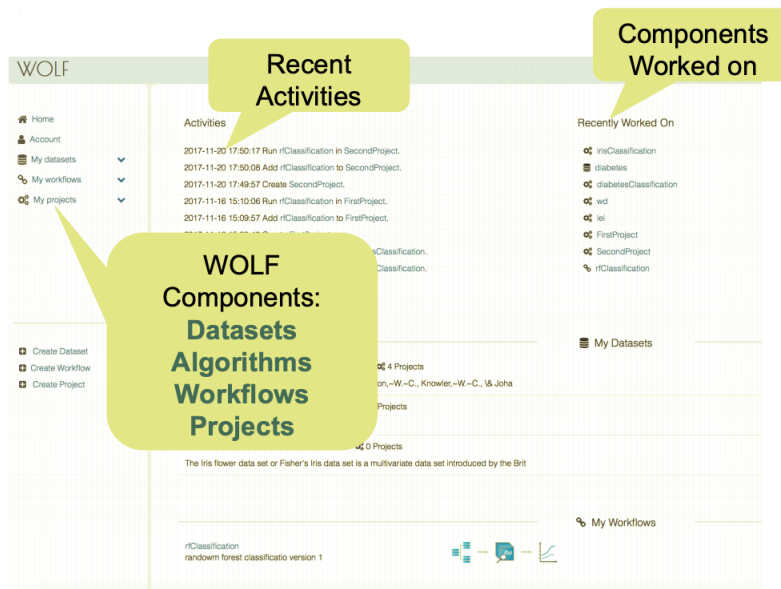 Components
Worked on
Recent
Activities
WOLF
Home
Account
My datasets
My workflows
My projects
Activities
2017-11-20 17:50:17 Run rfClassification in SecondProject.
2017-11-20 17:50:08 Add rfClassification to SecondProject.
2017-11-20 17:49:57 Create SecondProject.
2017-11-16 15:10:06 Run rfClassification in FirstProject.
2017-11-16 15:09:57 Add rfClassification to FirstProject.
Recently Worked On
irisClassification
diabetes
diabetesClassification
wd
lei
FirstProject
SecondProject
rfClassification
WOLF
Components:
Datasets
Algorithms
Workflows
Projects
Create Dataset
Create Workflow
Create Project
My Datasets
4 Projects
Knowler,~W.~C., \& Joha
Projects
0 Projects
The Iris flower data set or Fisher's Iris data set is a multivariate data set introduced by the Brit
My Workflows
rfClassification
randowm forest classificatio version 1